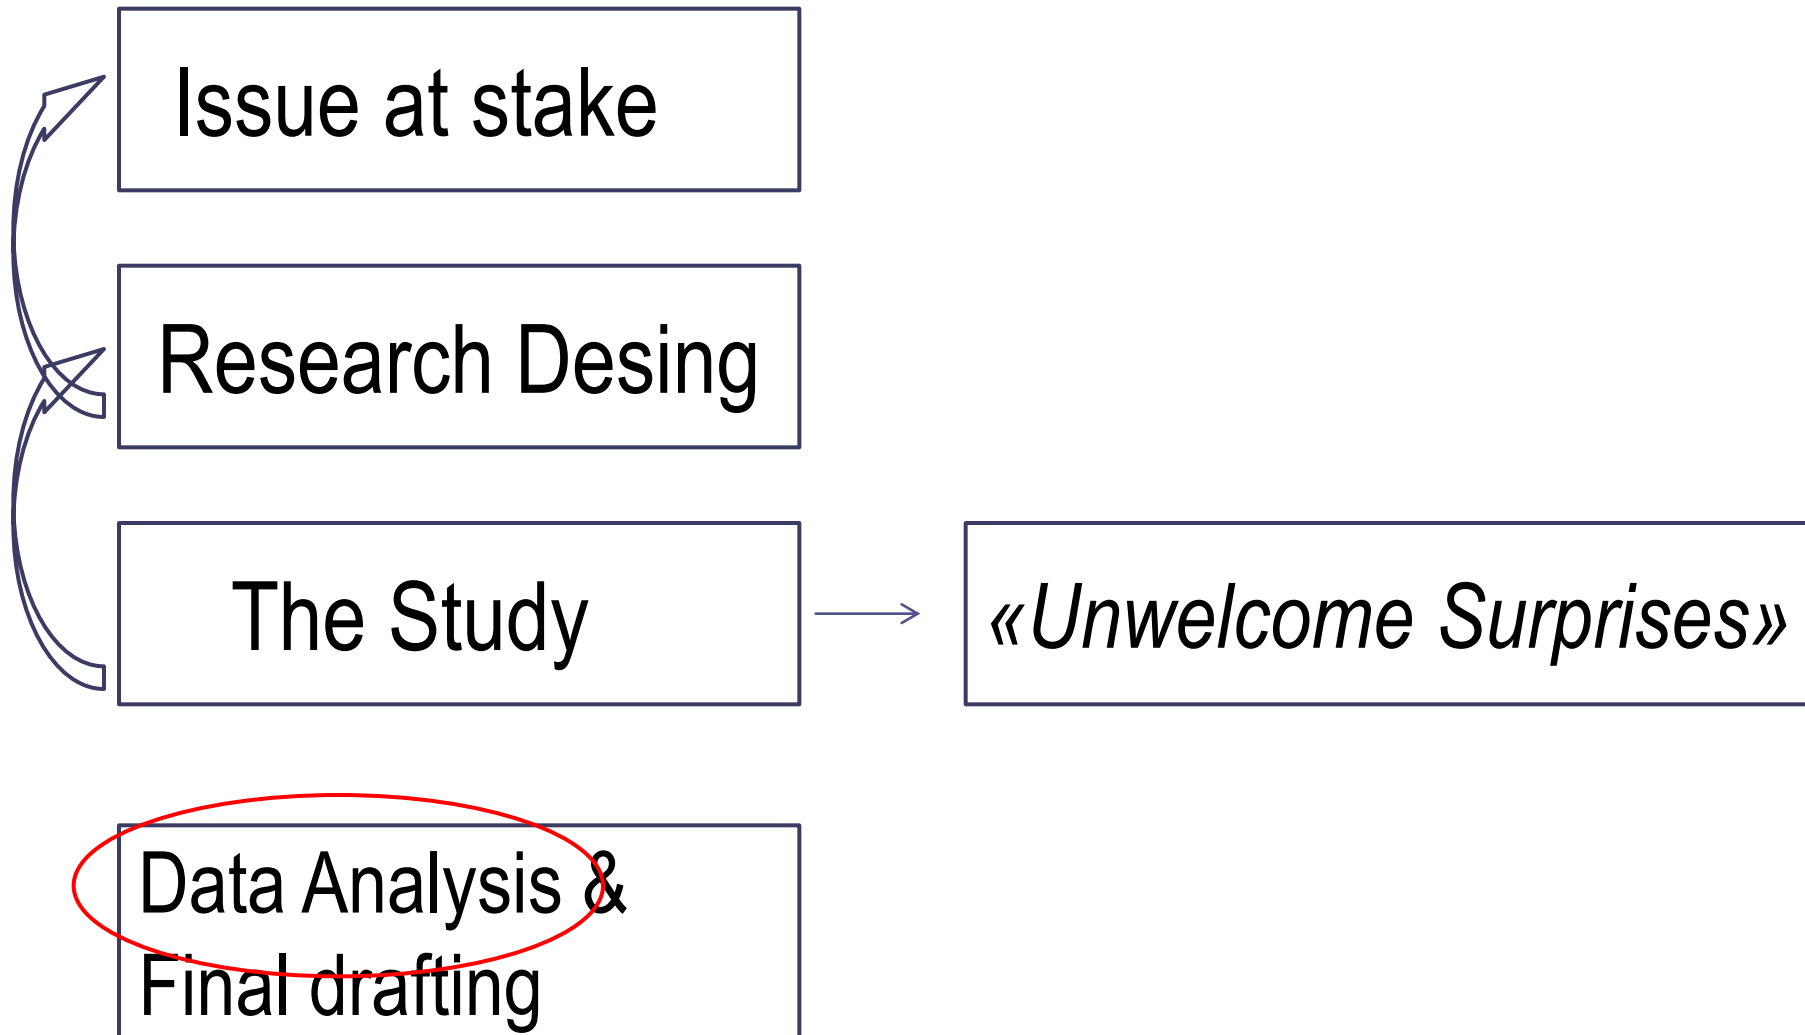 Issue at stake
Research Desing
The Study
«Unwelcome Surprises»
Data Analysis &
Final drafting